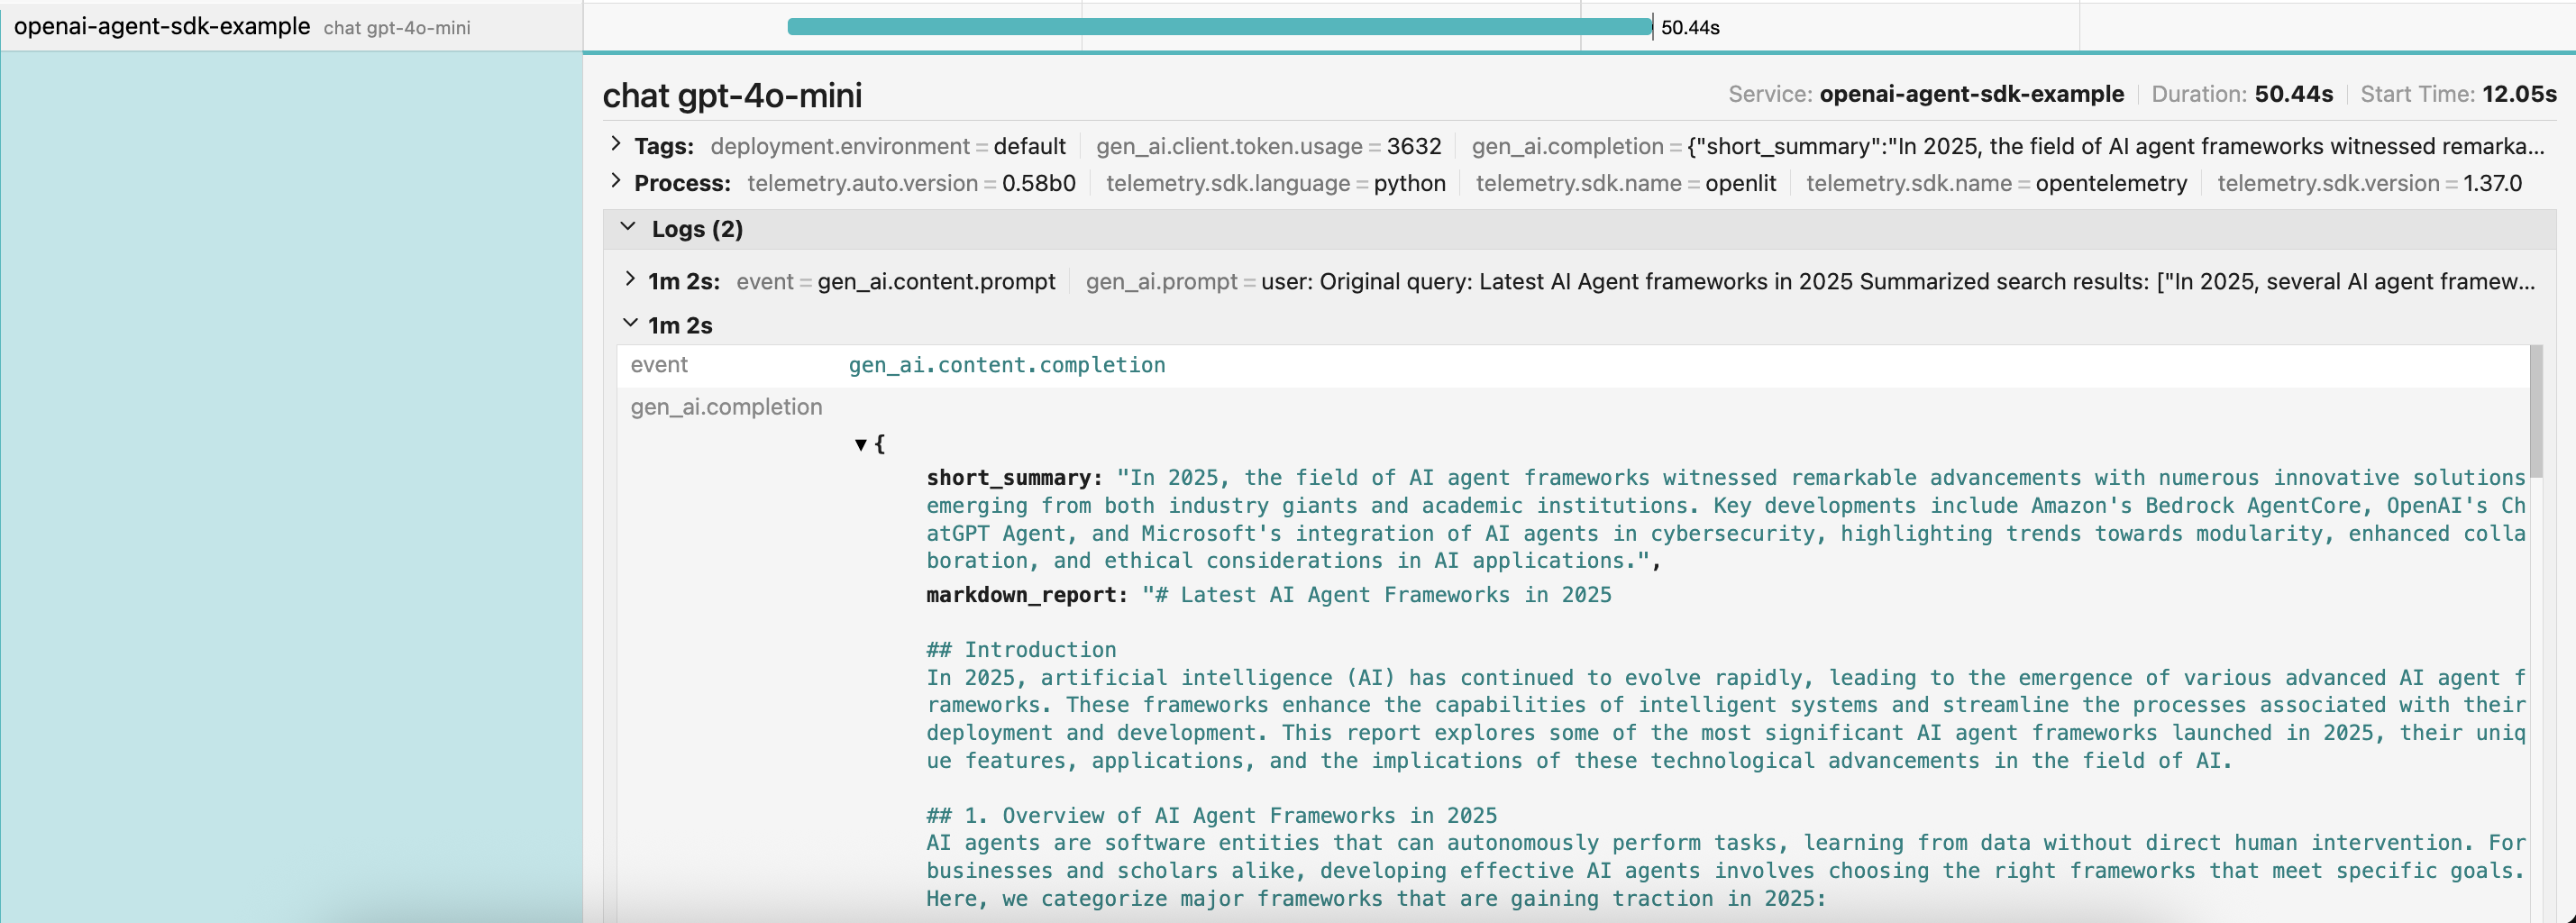 openai-agent-sdk-example chat gpt-4o-mini 50.44s
chat gpt-4o-mini Service: openai-agent-sdk-example Duration: 50.44s Start Time: 12.05s
Tags: deployment.environment = default gen_ai.client.token.usage = 3632 gen_ai.completion = {"short_summary":"In 2025, the field of AI agent frameworks witnessed remarka...
Process: telemetry.auto.version = 0.58b0 telemetry.sdk.language = python telemetry.sdk.name = openlit telemetry.sdk.name = opentelemetry telemetry.sdk.version = 1.37.0
Logs (2)
1m 2s: event = gen_ai.content.prompt gen_ai.prompt = user: Original query: Latest AI Agent frameworks in 2025 Summarized search results: ["In 2025, several AI agent framew...
1m 2s
event gen_ai.content.completion
gen_ai.completion
▼ {
short_summary: "In 2025, the field of AI agent frameworks witnessed remarkable advancements with numerous innovative solutions
emerging from both industry giants and academic institutions. Key developments include Amazon's Bedrock AgentCore, OpenAI's Ch
atGPT Agent, and Microsoft's integration of AI agents in cybersecurity, highlighting trends towards modularity, enhanced colla
boration, and ethical considerations in AI applications.",
markdown_report: "# Latest AI Agent Frameworks in 2025
## Introduction
In 2025, artificial intelligence (AI) has continued to evolve rapidly, leading to the emergence of various advanced AI agent f
rameworks. These frameworks enhance the capabilities of intelligent systems and streamline the processes associated with their
deployment and development. This report explores some of the most significant AI agent frameworks launched in 2025, their uniq
ue features, applications, and the implications of these technological advancements in the field of AI.
## 1. Overview of AI Agent Frameworks in 2025
AI agents are software entities that can autonomously perform tasks, learning from data without direct human intervention. For
businesses and scholars alike, developing effective AI agents involves choosing the right frameworks that meet specific goals.
Here, we categorize major frameworks that are gaining traction in 2025: